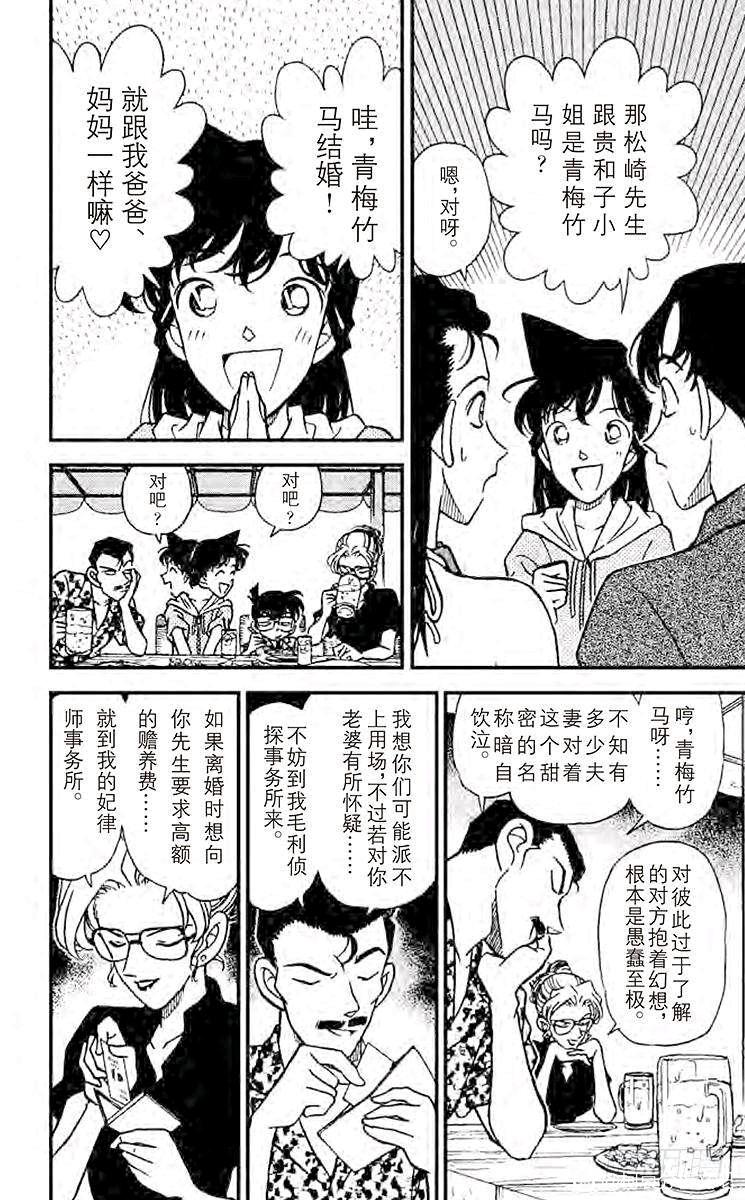 那松崎先生
跟贵和子小
姐是青梅竹
马吗？
嗯，对呀。
哇，青梅竹
马结婚！
就跟我爸爸、
妈妈一样嘛♡
对吧？
对吧？
哼，青梅竹
马呀……
不知有
多少夫
妻对着
这个甜
密的名
称暗自
饮泣。
对彼此过于了解
的对方抱着幻想，
根本是愚蠢至极。
我想你们可能派不
上用场，不过若对你
老婆有所怀疑……
不妨到我毛利侦
探事务所来。
如果离婚时想向
你先生要求高额
的赡养费……
就到我的妃律
师事务所。